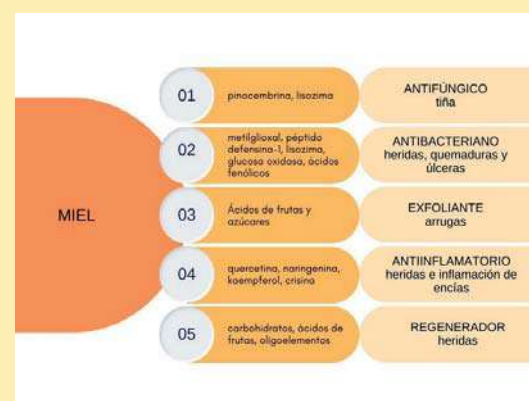 MIEL
01
pinocembrina, lisozima
ANTIFÚNGICO
tiña
02
metilglioxal, péptido
defensina-1, lisozima,
glucosa oxidasa, ácidos
fenólicos
ANTIBACTERIANO
heridas, quemaduras y
úlceras
03
Ácidos de frutas y
azúcares
EXFOLIANTE
arrugas
04
quercetina, naringenina,
kaempferol, crisina
ANTIINFLAMATORIO
heridas e inflamación de
encías
05
carbohidratos, ácidos de
frutas, oligoelementos
REGENERADOR
heridas